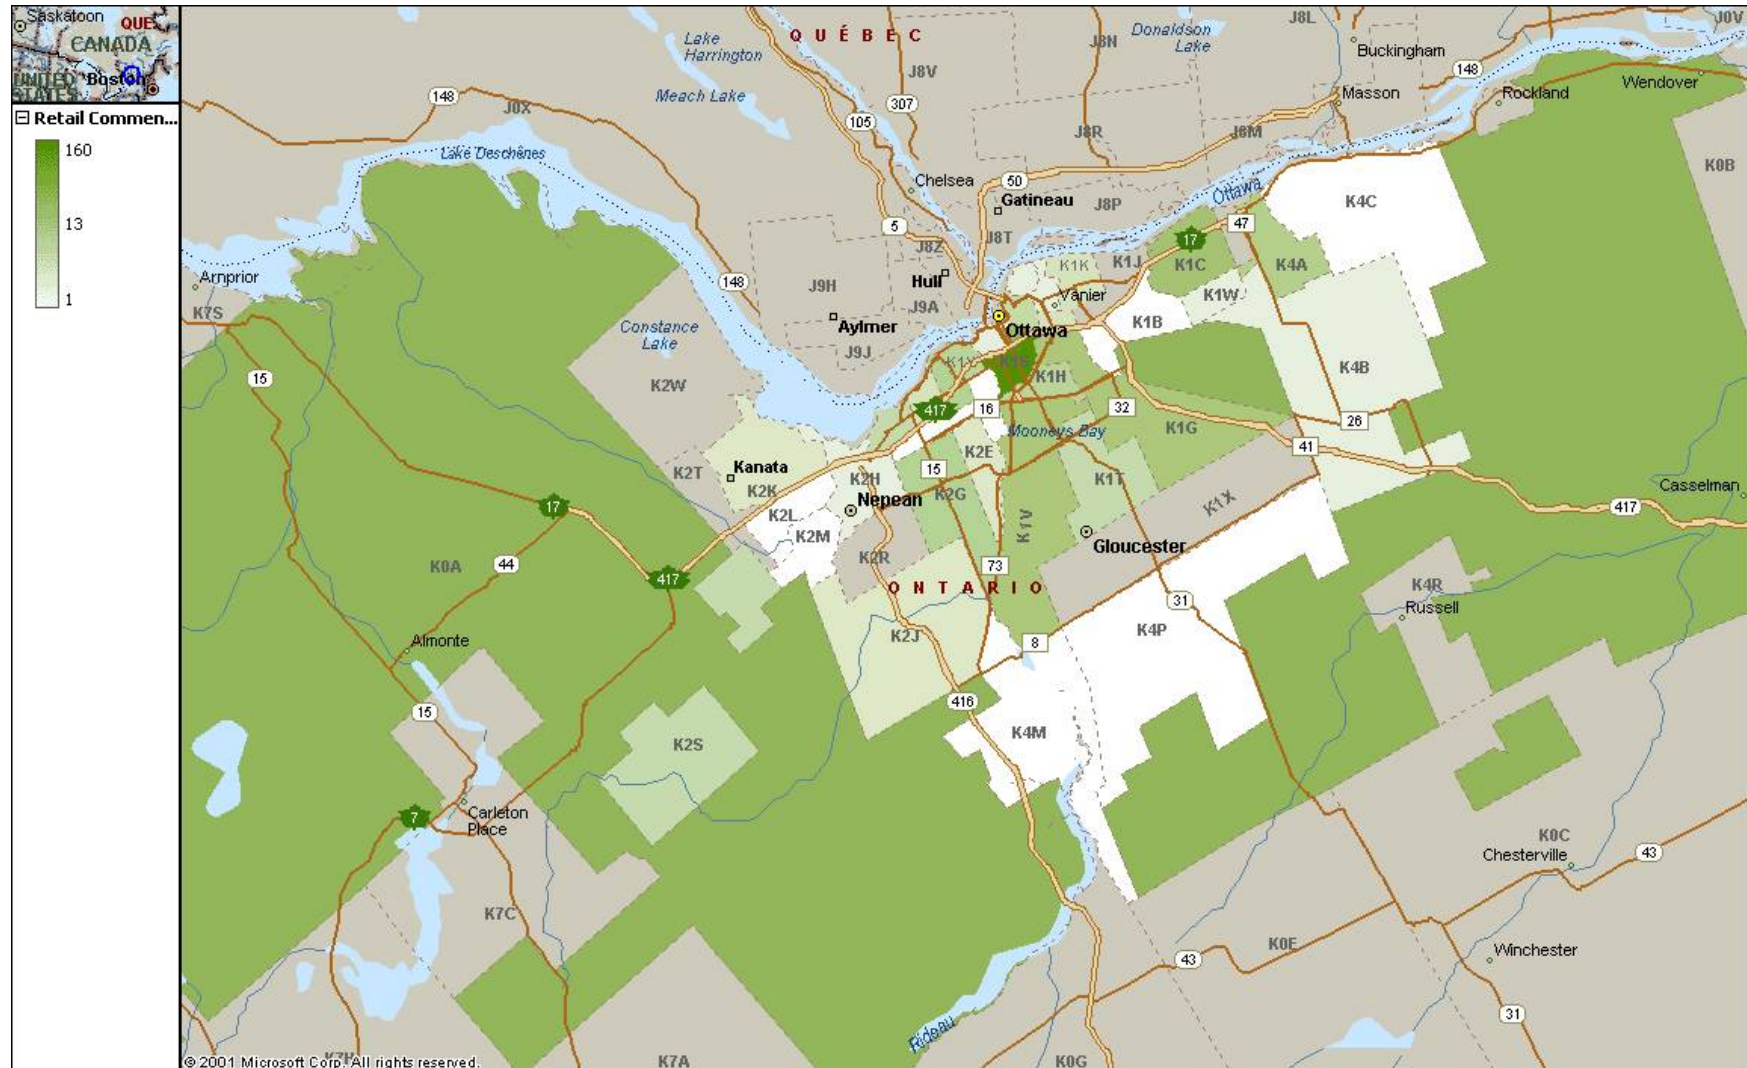 Saskatoon
QUE
CANADA
UNITED
STATES
Boston
Retail Commen...
160
13
1
QUÉBEC
Lake
Harrington
Meach Lake
Donaldson
Lake
J8L
J0V
J8N
J8V
Buckingham
148
Wendover
148
J0X
307
105
Masson
Rockland
J8R
J8M
K0B
Lake Deschênes
Chelsea
50
Gatineau
Ottawa
J8P
K4C
5
J8Z
J8T
47
17
Arnprior
K7S
148
Hull
J9H
K1K
K1J
K1C
K4A
Vanier
K1W
J9A
Aylmer
Ottawa
K1B
Constance
Lake
J9J
K1Y
K1S
K1H
K4B
15
K2W
417
16
32
26
Mooneys Bay
K1G
41
K2E
Kanata
K2T
K2K
K2H
15
K2G
K1T
Casselman
Nepean
K1X
417
17
K2L
K2M
K1V
Gloucester
44
K0A
K2R
73
417
ONTARIO
K4R
Russell
31
K4P
Almonte
K2J
8
15
416
K4M
K2S
7
Carleton
Place
K0C
Chesterville
43
K7C
K0E
43
Winchester
31
Rideau
K7H
K7A
K0G
© 2001 Microsoft Corp. All rights reserved.